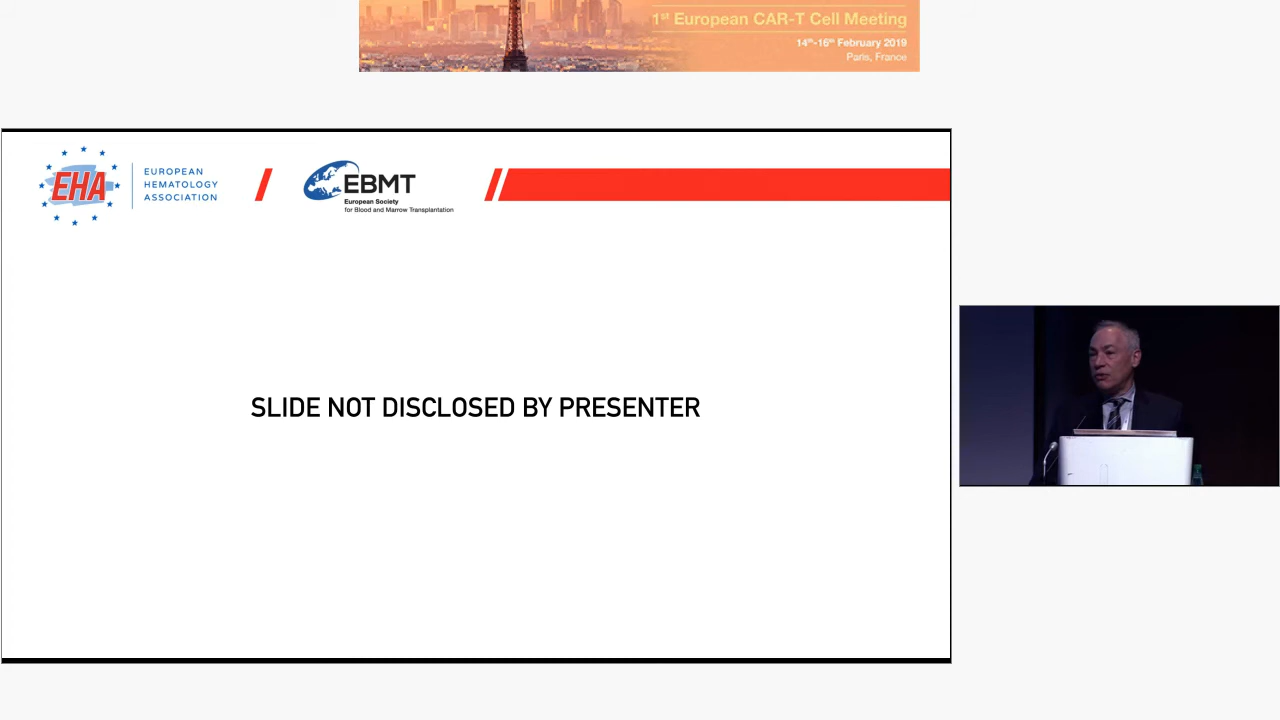 1st European CAR-T Cell Meeting
14th-16th February 2019
Paris, France
EHA
EUROPEAN
HEMATOLOGY
ASSOCIATION
EBMT
European Society
for Blood and Marrow Transplantation
SLIDE NOT DISCLOSED BY PRESENTER